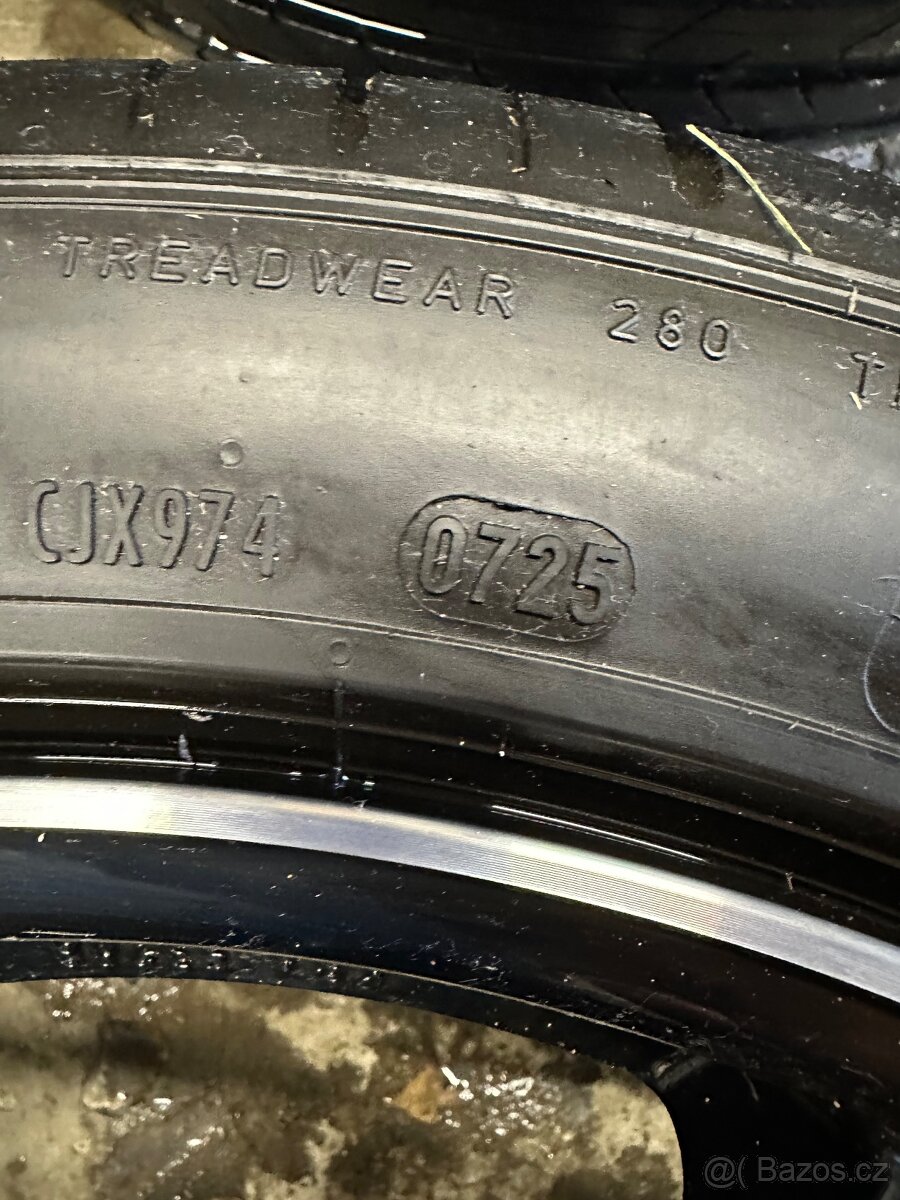 TREADWEAR 280
CJX974 0725
@( Bazos.cz